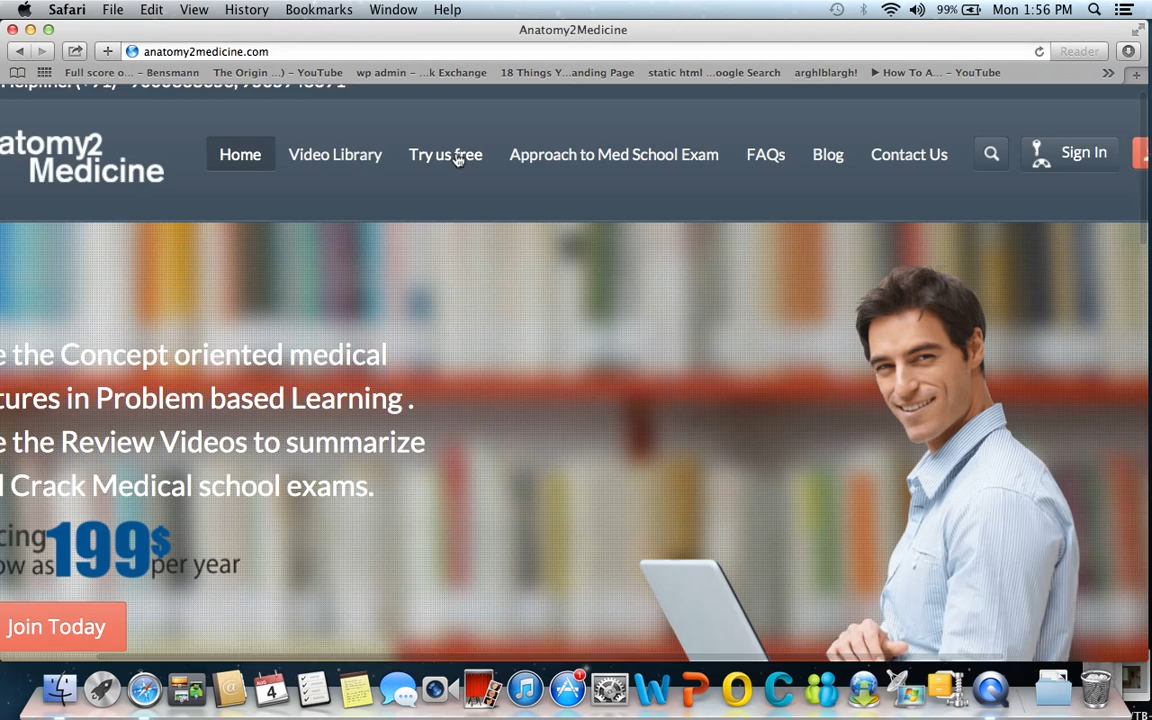 Safari File Edit View History Bookmarks Window Help 99% Mon 1:56 PM
Anatomy2Medicine
anatomy2medicine.com Reader
Full score o... – Bensmann The Origin ...) – YouTube wp admin – ...k Exchange 18 Things Y...anding Page static html ...oogle Search arghlblargh! ▶ How To A... – YouTube
atomy2
Medicine
Home Video Library Try us free Approach to Med School Exam FAQs Blog Contact Us Sign In
e the Concept oriented medical
tures in Problem based Learning .
e the Review Videos to summarize
l Crack Medical school exams.
cing
ow as 199$ per year
Join Today